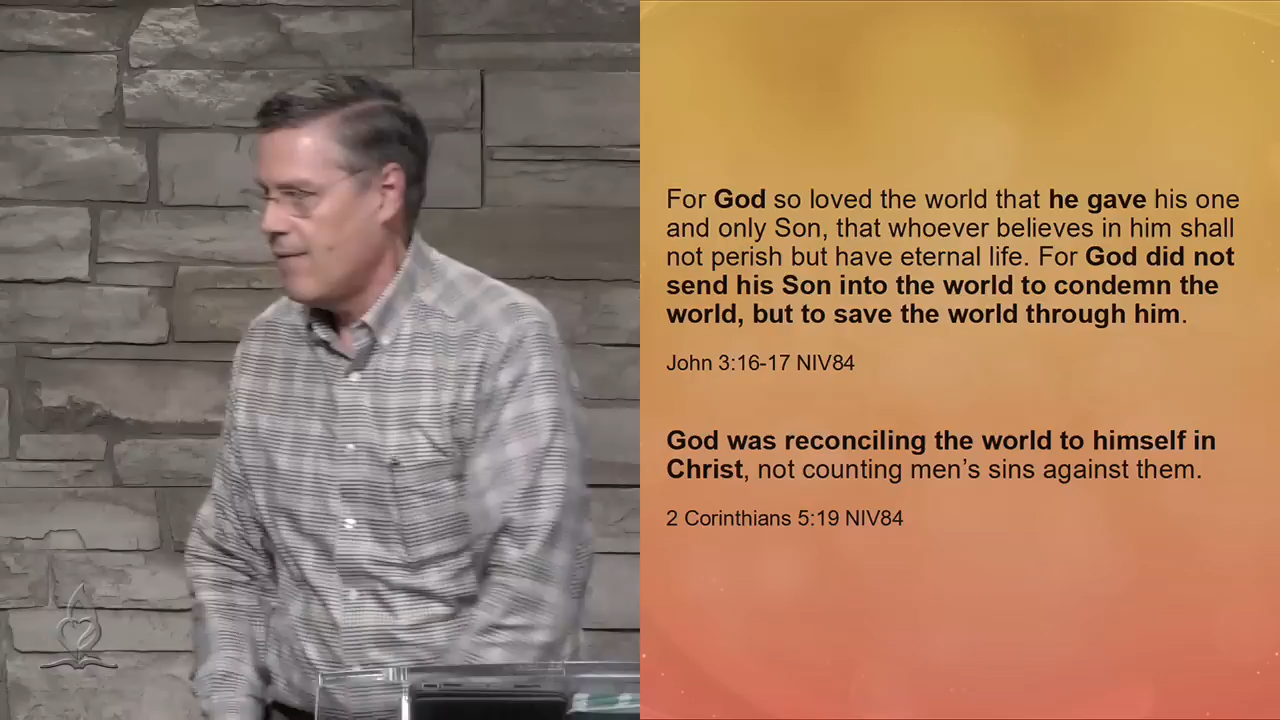 For God so loved the world that he gave his one
and only Son, that whoever believes in him shall
not perish but have eternal life. For God did not
send his Son into the world to condemn the
world, but to save the world through him.
John 3:16-17 NIV84
God was reconciling the world to himself in
Christ, not counting men’s sins against them.
2 Corinthians 5:19 NIV84